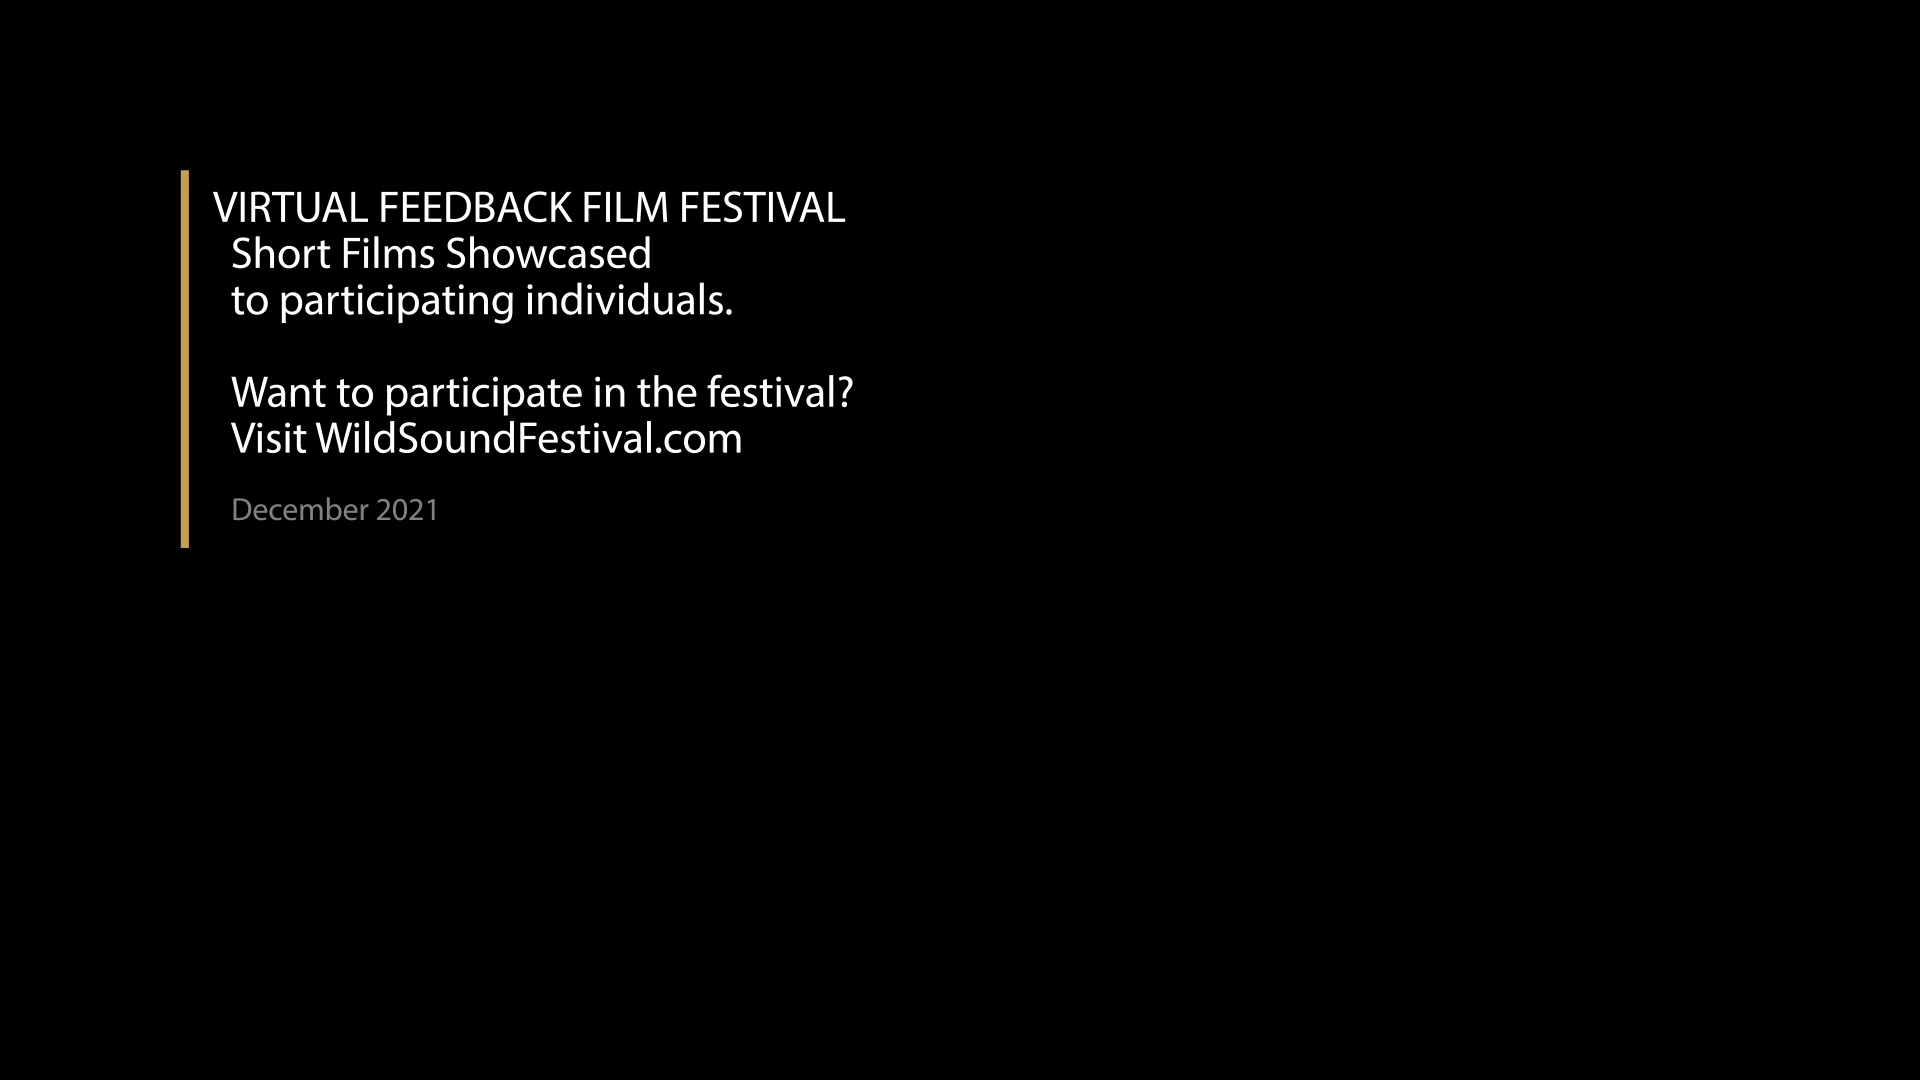 VIRTUAL FEEDBACK FILM FESTIVAL
Short Films Showcased
to participating individuals.
Want to participate in the festival?
Visit WildSoundFestival.com
December 2021